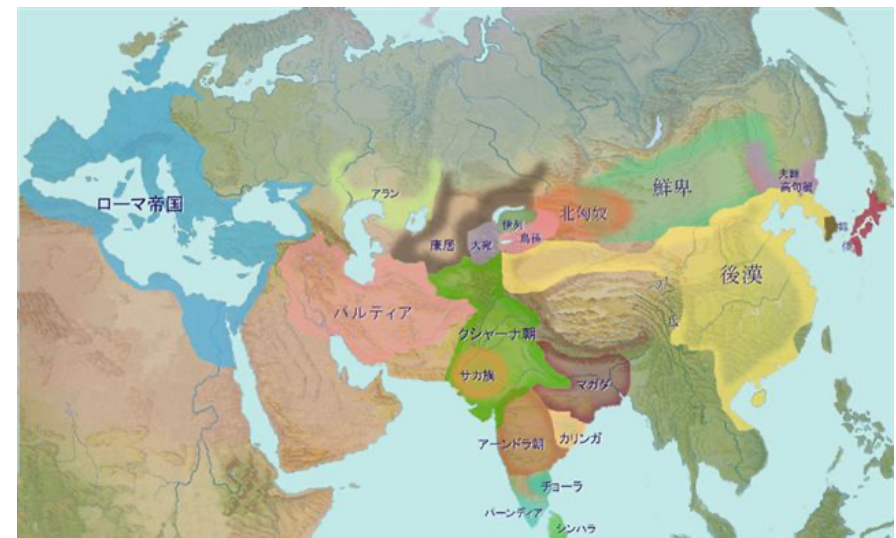 ローマ帝国
アラン
パルティア
康居
大宛
伊列
烏孫
北匈奴
鮮卑
夫餘
高句麗
韓
倭
後漢
羌
氐
クシャーナ朝
サカ族
マガダ
アーンドラ朝
カリンガ
チョーラ
パーンディア
シンハラ